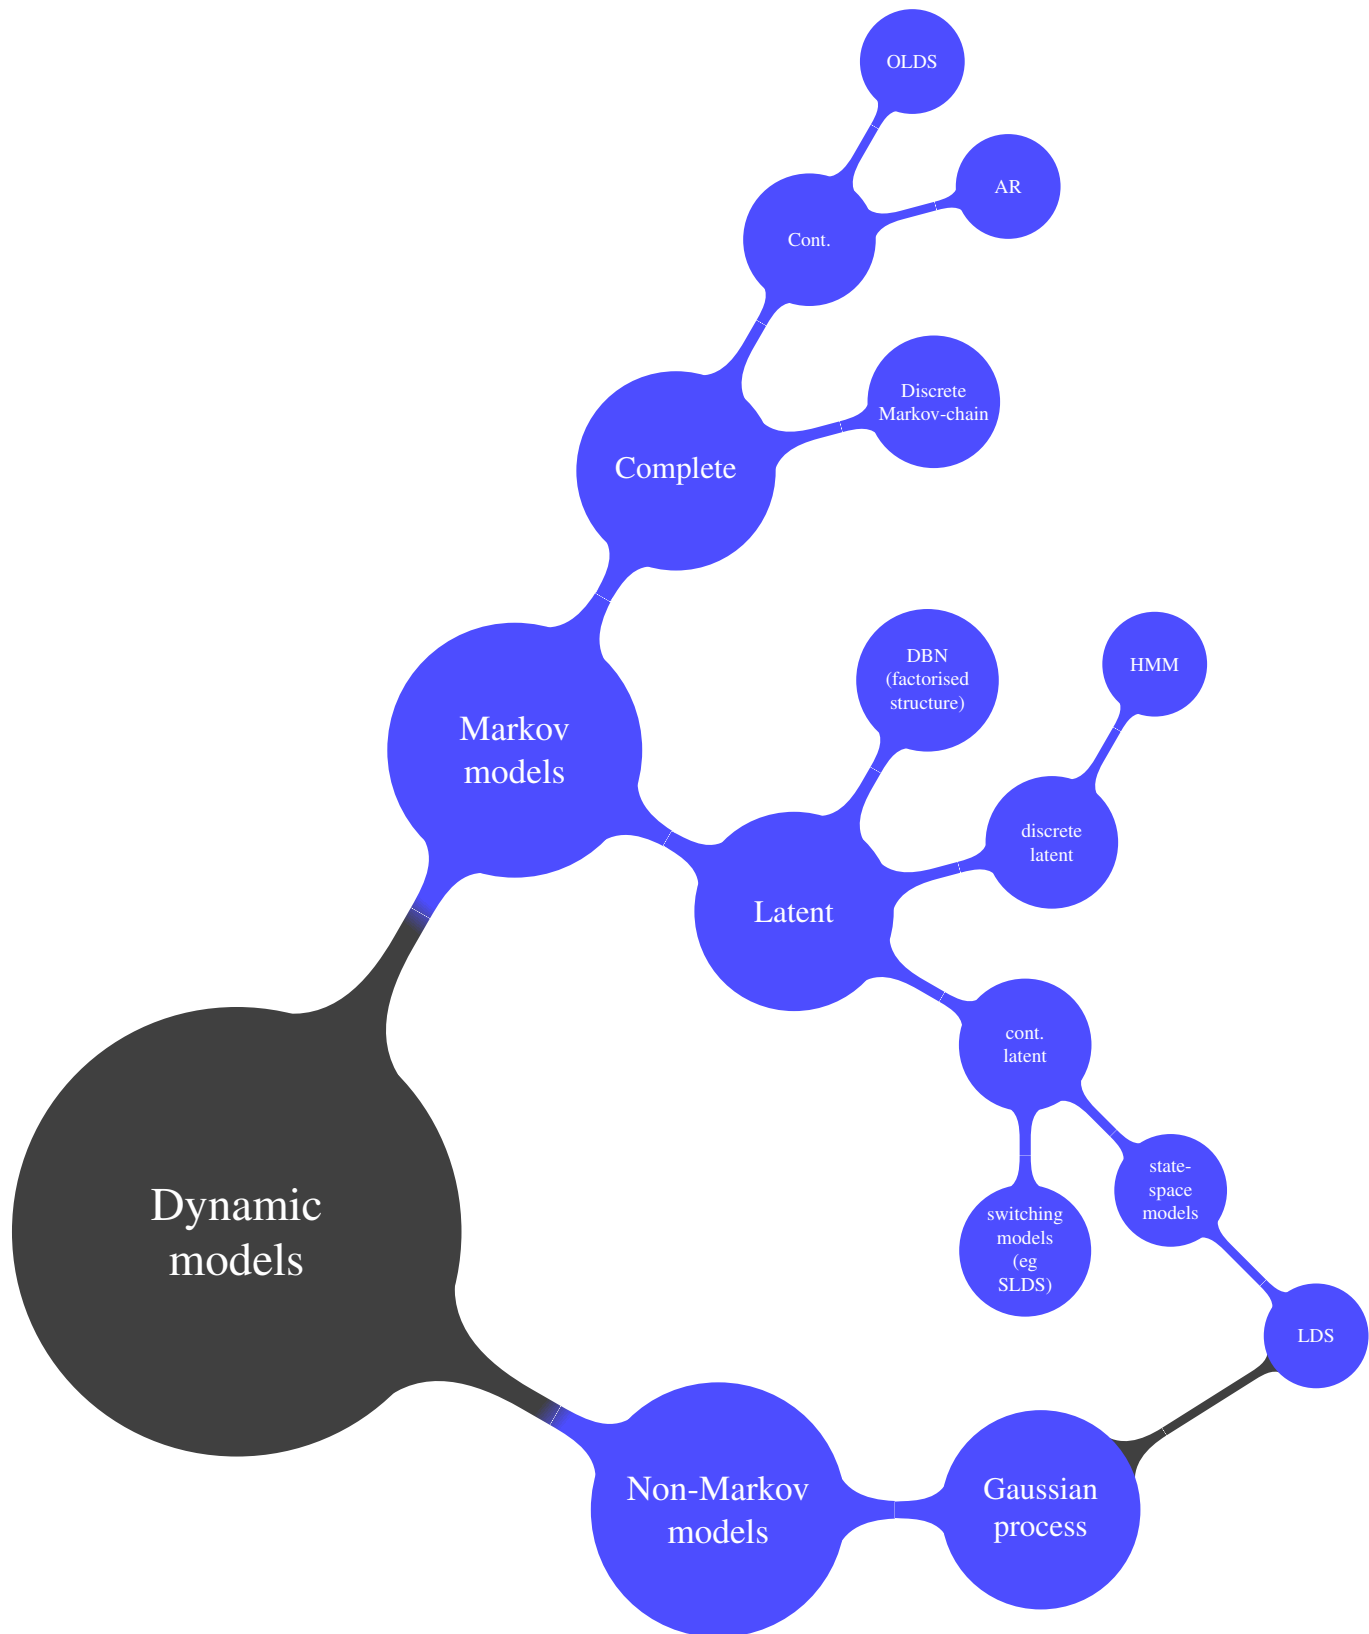 OLDS
AR
Cont.
Discrete
Markov-chain
Complete
DBN
(factorised
structure)
HMM
Markov
models
discrete
latent
Latent
cont.
latent
state-
space
models
switching
models
(eg
SLDS)
Dynamic
models
LDS
Non-Markov
models
Gaussian
process